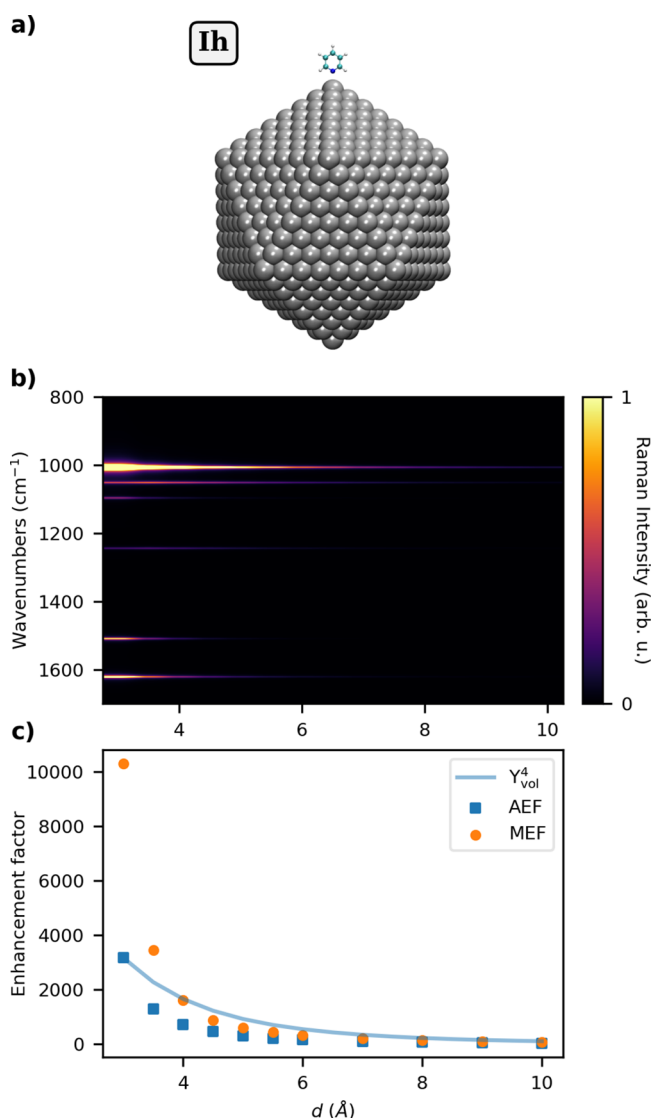 a)
Ih
b)
800
1000
1200
1400
1600
Wavenumbers (cm⁻¹)
4
6
8
10
1
0
Raman Intensity (arb. u.)
c)
10000
8000
6000
4000
2000
0
Enhancement factor
Y⁴vol
AEF
MEF
4
6
8
10
d (Å)